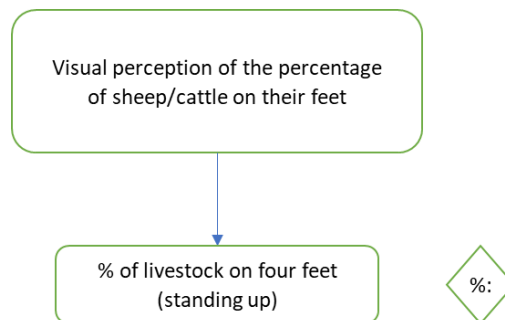 Visual perception of the percentage
of sheep/cattle on their feet
% of livestock on four feet
(standing up)
%: